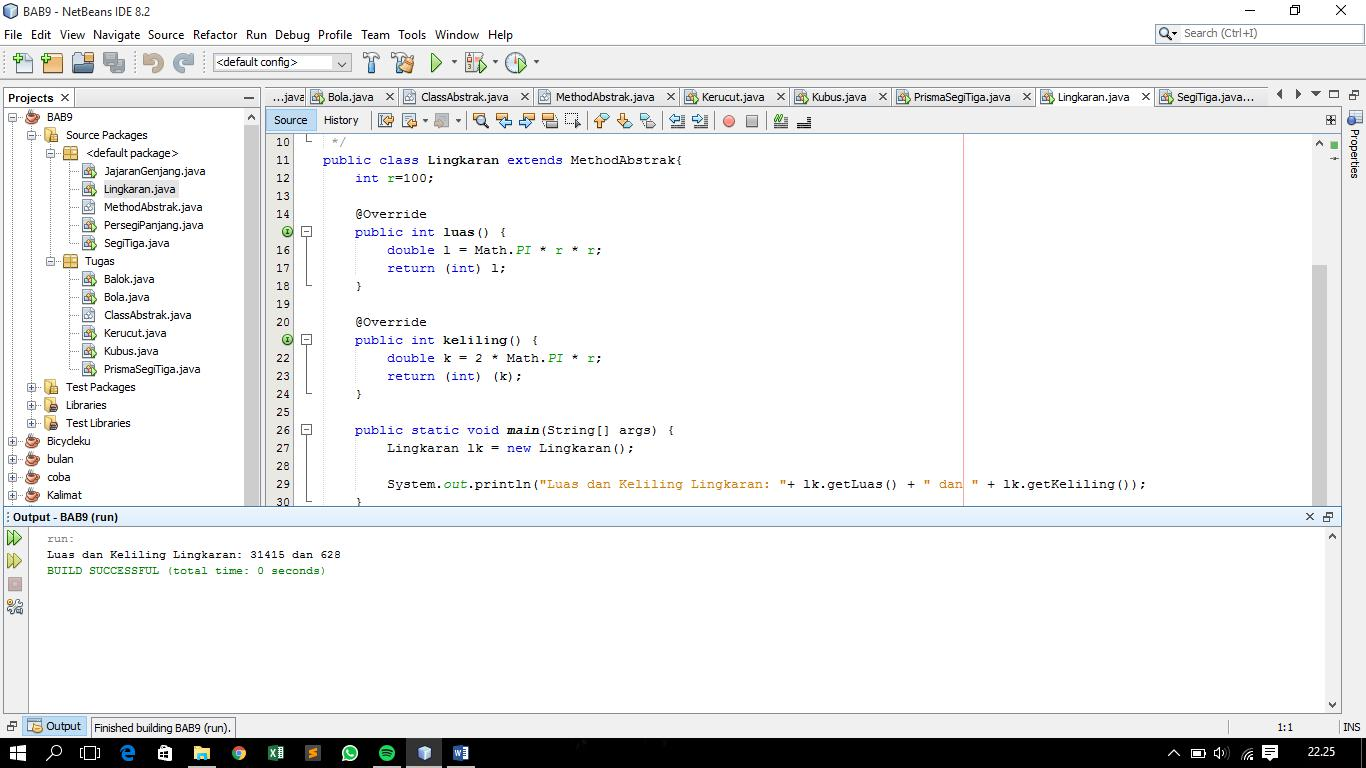 BAB9 - NetBeans IDE 8.2
File Edit View Navigate Source Refactor Run Debug Profile Team Tools Window Help
Search (Ctrl+I)
<default config>
Projects
...java Bola.java ClassAbstrak.java MethodAbstrak.java Kerucut.java Kubus.java PrismaSegiTiga.java Lingkaran.java SegiTiga.java...
Source History
BAB9
Source Packages
<default package>
JajaranGenjang.java
Lingkaran.java
MethodAbstrak.java
PersegiPanjang.java
SegiTiga.java
Tugas
Balok.java
Bola.java
ClassAbstrak.java
Kerucut.java
Kubus.java
PrismaSegiTiga.java
Test Packages
Libraries
Test Libraries
Bicycleku
bulan
coba
Kalimat
10 */
11 public class Lingkaran extends MethodAbstrak{
12 int r=100;
13
14 @Override
public int luas() {
16 double l = Math.PI * r * r;
17 return (int) l;
18 }
19
20 @Override
public int keliling() {
22 double k = 2 * Math.PI * r;
23 return (int) (k);
24 }
25
26 public static void main(String[] args) {
27 Lingkaran lk = new Lingkaran();
28
29 System.out.println("Luas dan Keliling Lingkaran: "+ lk.getLuas() + " dan " + lk.getKeliling());
30 }
Properties
Output - BAB9 (run)
run:
Luas dan Keliling Lingkaran: 31415 dan 628
BUILD SUCCESSFUL (total time: 0 seconds)
Output
Finished building BAB9 (run).
1:1 INS
22.25